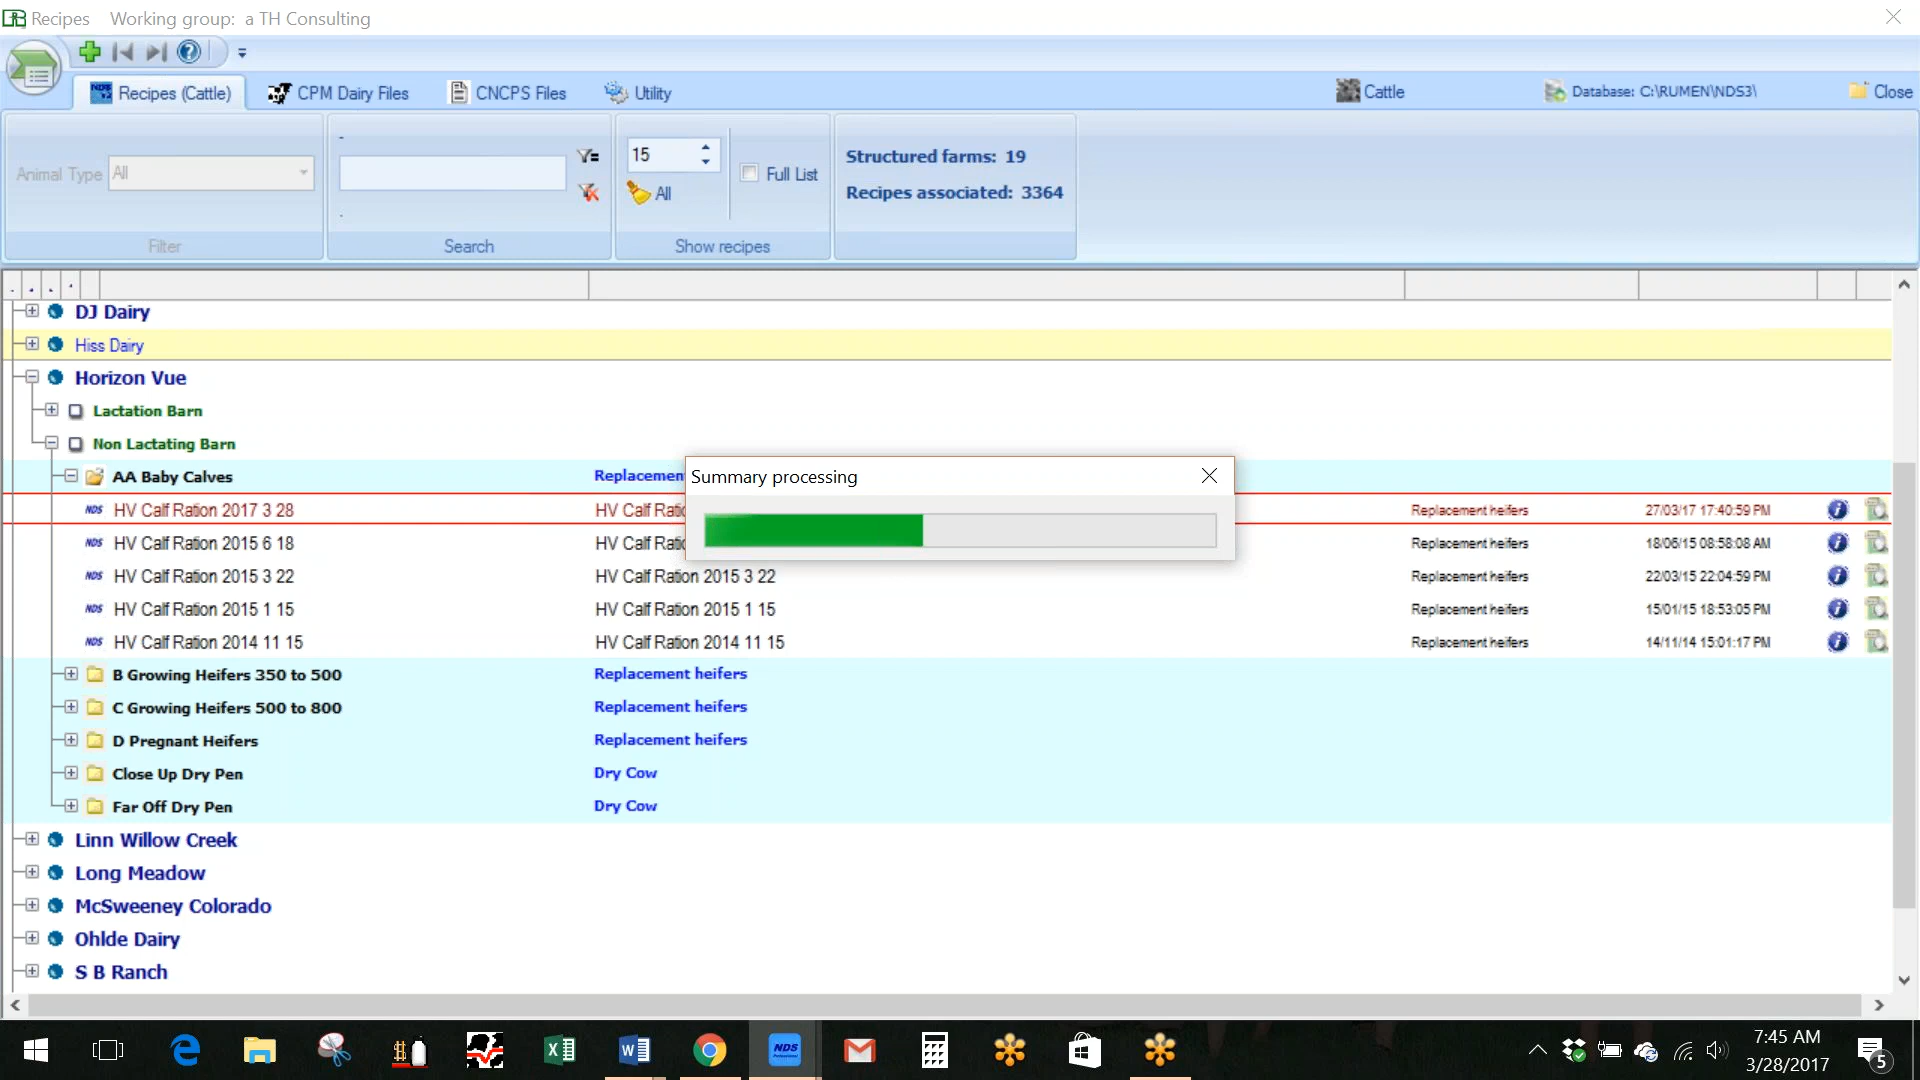 Recipes Working group: a TH Consulting
Recipes (Cattle) CPM Dairy Files CNCPS Files Utility Cattle Database: C:\RUMEN\NDS3\ Close
Animal Type All
15
All
Full List
Structured farms: 19
Recipes associated: 3364
Filter Search Show recipes
DJ Dairy
Hiss Dairy
Horizon Vue
Lactation Barn
Non Lactating Barn
AA Baby Calves Replacemen
Summary processing
NDS HV Calf Ration 2017 3 28 HV Calf Ratio Replacement heifers 27/03/17 17:40:59 PM
NDS HV Calf Ration 2015 6 18 HV Calf Ratio Replacement heifers 18/06/15 08:58:08 AM
NDS HV Calf Ration 2015 3 22 HV Calf Ration 2015 3 22 Replacement heifers 22/03/15 22:04:59 PM
NDS HV Calf Ration 2015 1 15 HV Calf Ration 2015 1 15 Replacement heifers 15/01/15 18:53:05 PM
NDS HV Calf Ration 2014 11 15 HV Calf Ration 2014 11 15 Replacement heifers 14/11/14 15:01:17 PM
B Growing Heifers 350 to 500 Replacement heifers
C Growing Heifers 500 to 800 Replacement heifers
D Pregnant Heifers Replacement heifers
Close Up Dry Pen Dry Cow
Far Off Dry Pen Dry Cow
Linn Willow Creek
Long Meadow
McSweeney Colorado
Ohlde Dairy
S B Ranch
NDS
Professional
7:45 AM
3/28/2017
5